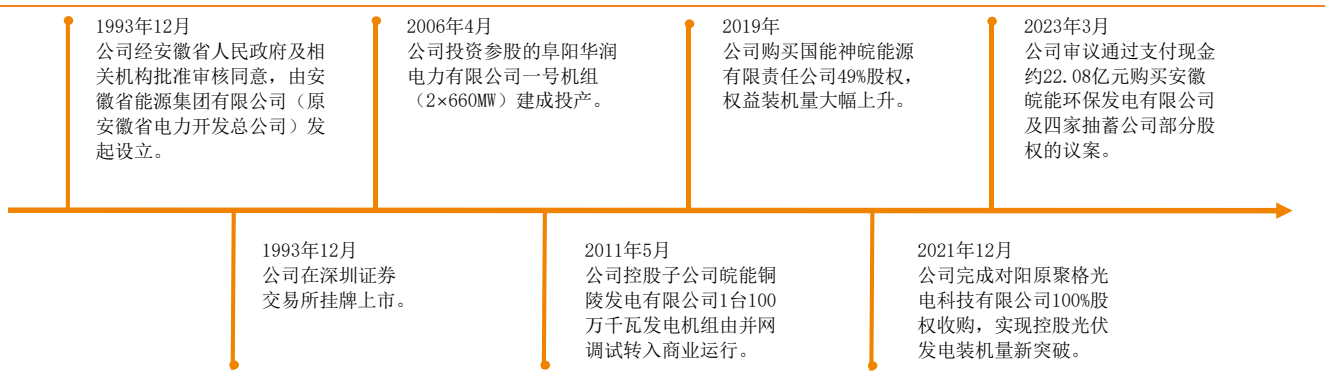 1993年12月
公司经安徽省人民政府及相
关机构批准审核同意，由安
徽省能源集团有限公司（原
安徽省电力开发总公司）发
起设立。
2006年4月
公司投资参股的阜阳华润
电力有限公司一号机组
（2×660MW）建成投产。
2019年
公司购买国能神皖能源
有限责任公司49%股权，
权益装机量大幅上升。
2023年3月
公司审议通过支付现金
约22.08亿元购买安徽
皖能环保发电有限公司
及四家抽蓄公司部分股
权的议案。
1993年12月
公司在深圳证券
交易所挂牌上市。
2011年5月
公司控股子公司皖能铜
陵发电有限公司1台100
万千瓦发电机组由并网
调试转入商业运行。
2021年12月
公司完成对阳原聚格光
电科技有限公司100%股
权收购，实现控股光伏
发电装机量新突破。